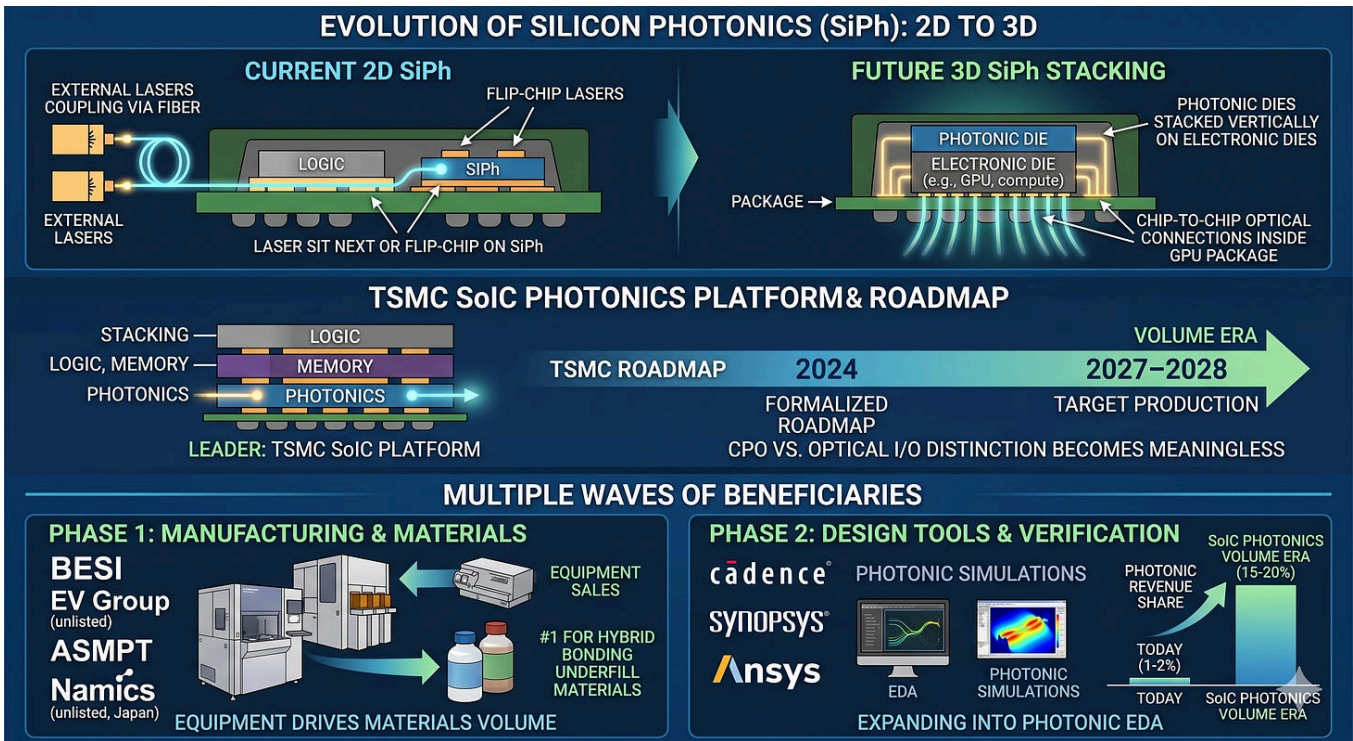 EVOLUTION OF SILICON PHOTONICS (SiPh): 2D TO 3D
CURRENT 2D SiPh
EXTERNAL LASERS
COUPLING VIA FIBER
FLIP-CHIP LASERS
LOGIC
SIPh
EXTERNAL
LASERS
LASER SIT NEXT OR FLIP-CHIP ON SiPh
FUTURE 3D SiPh STACKING
PHOTONIC DIE
ELECTRONIC DIE
(e.g., GPU, compute)
PHOTONIC DIES
STACKED VERTICALLY
ON ELECTRONIC DIES
PACKAGE
CHIP-TO-CHIP OPTICAL
CONNECTIONS INSIDE
GPU PACKAGE
TSMC SoIC PHOTONICS PLATFORM& ROADMAP
STACKING
LOGIC
LOGIC, MEMORY
MEMORY
PHOTONICS
PHOTONICS
LEADER: TSMC SoIC PLATFORM
VOLUME ERA
TSMC ROADMAP
2024
2027–2028
FORMALIZED
ROADMAP
TARGET PRODUCTION
CPO VS. OPTICAL I/O DISTINCTION BECOMES MEANINGLESS
MULTIPLE WAVES OF BENEFICIARIES
PHASE 1: MANUFACTURING & MATERIALS
BESI
EV Group
(unlisted)
ASMPT
Namics
(unlisted, Japan)
EQUIPMENT
SALES
#1 FOR HYBRID
BONDING
UNDERFILL
MATERIALS
EQUIPMENT DRIVES MATERIALS VOLUME
PHASE 2: DESIGN TOOLS & VERIFICATION
cādence®
SYNOPSYS®
Ansys
PHOTONIC SIMULATIONS
EDA
PHOTONIC
SIMULATIONS
PHOTONIC
REVENUE
SHARE
SoIC PHOTONICS
VOLUME ERA
(15-20%)
TODAY
(1-2%)
TODAY
SoIC PHOTONICS
VOLUME ERA
EXPANDING INTO PHOTONIC EDA